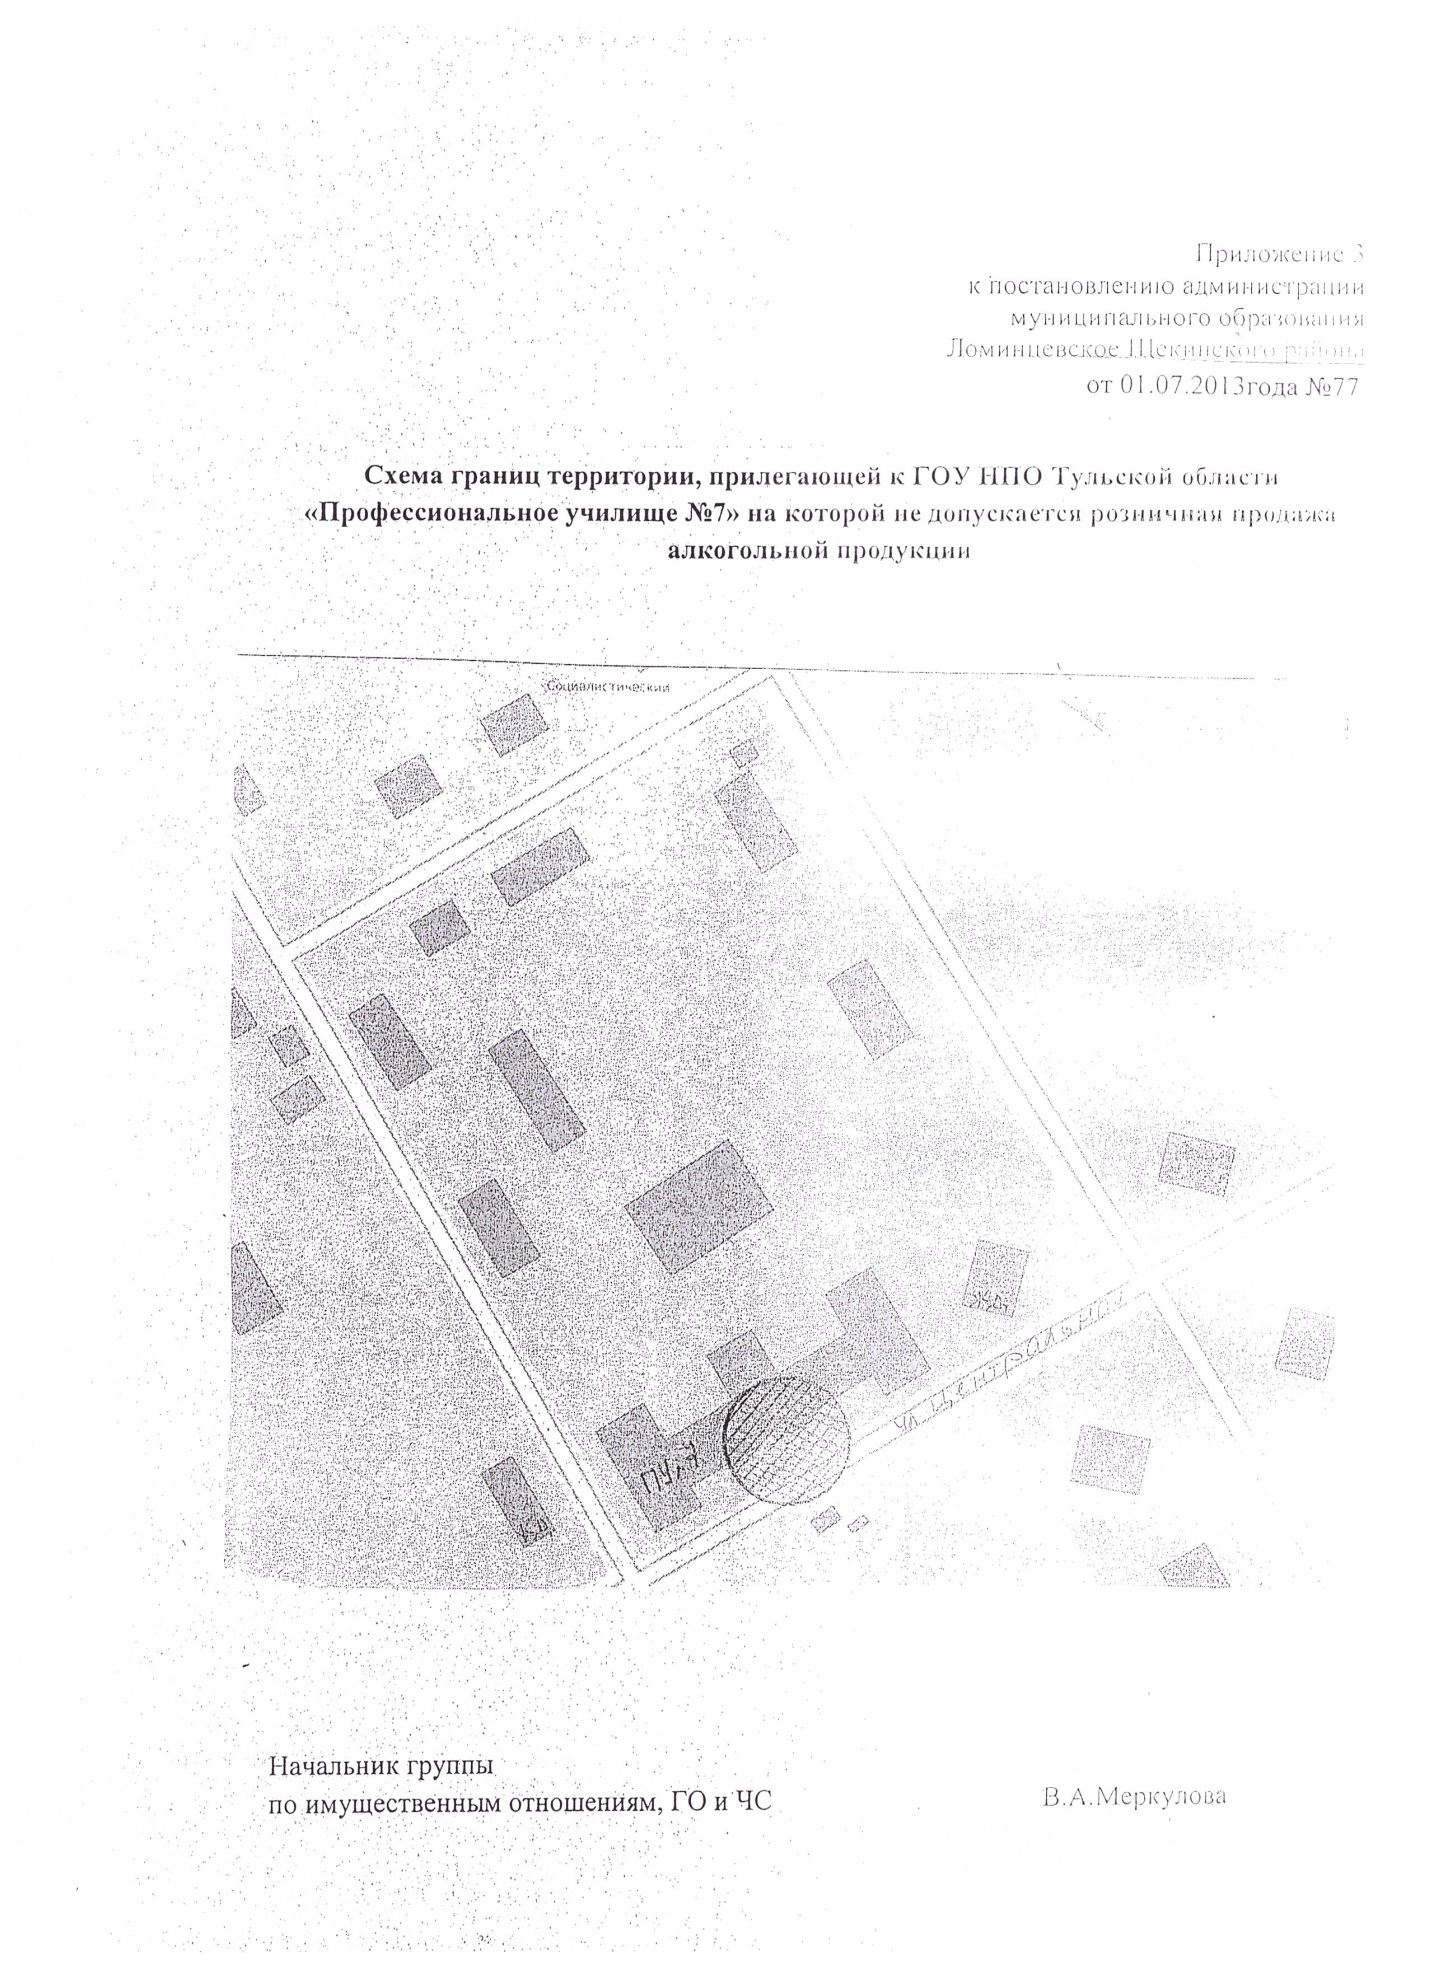 Приложение 3
к постановлению администрации
муниципального образования
Ломинцевское Щекинского района
от 01.07.2013года №77
Схема границ территории, прилегающей к ГОУ НПО Тульской области
«Профессиональное училище №7» на которой не допускается розничная продажа
алкогольной продукции
Социалистический
ул. Центральная
ПУ-7
Начальник группы
по имущественным отношениям, ГО и ЧС
В.А.Меркулова